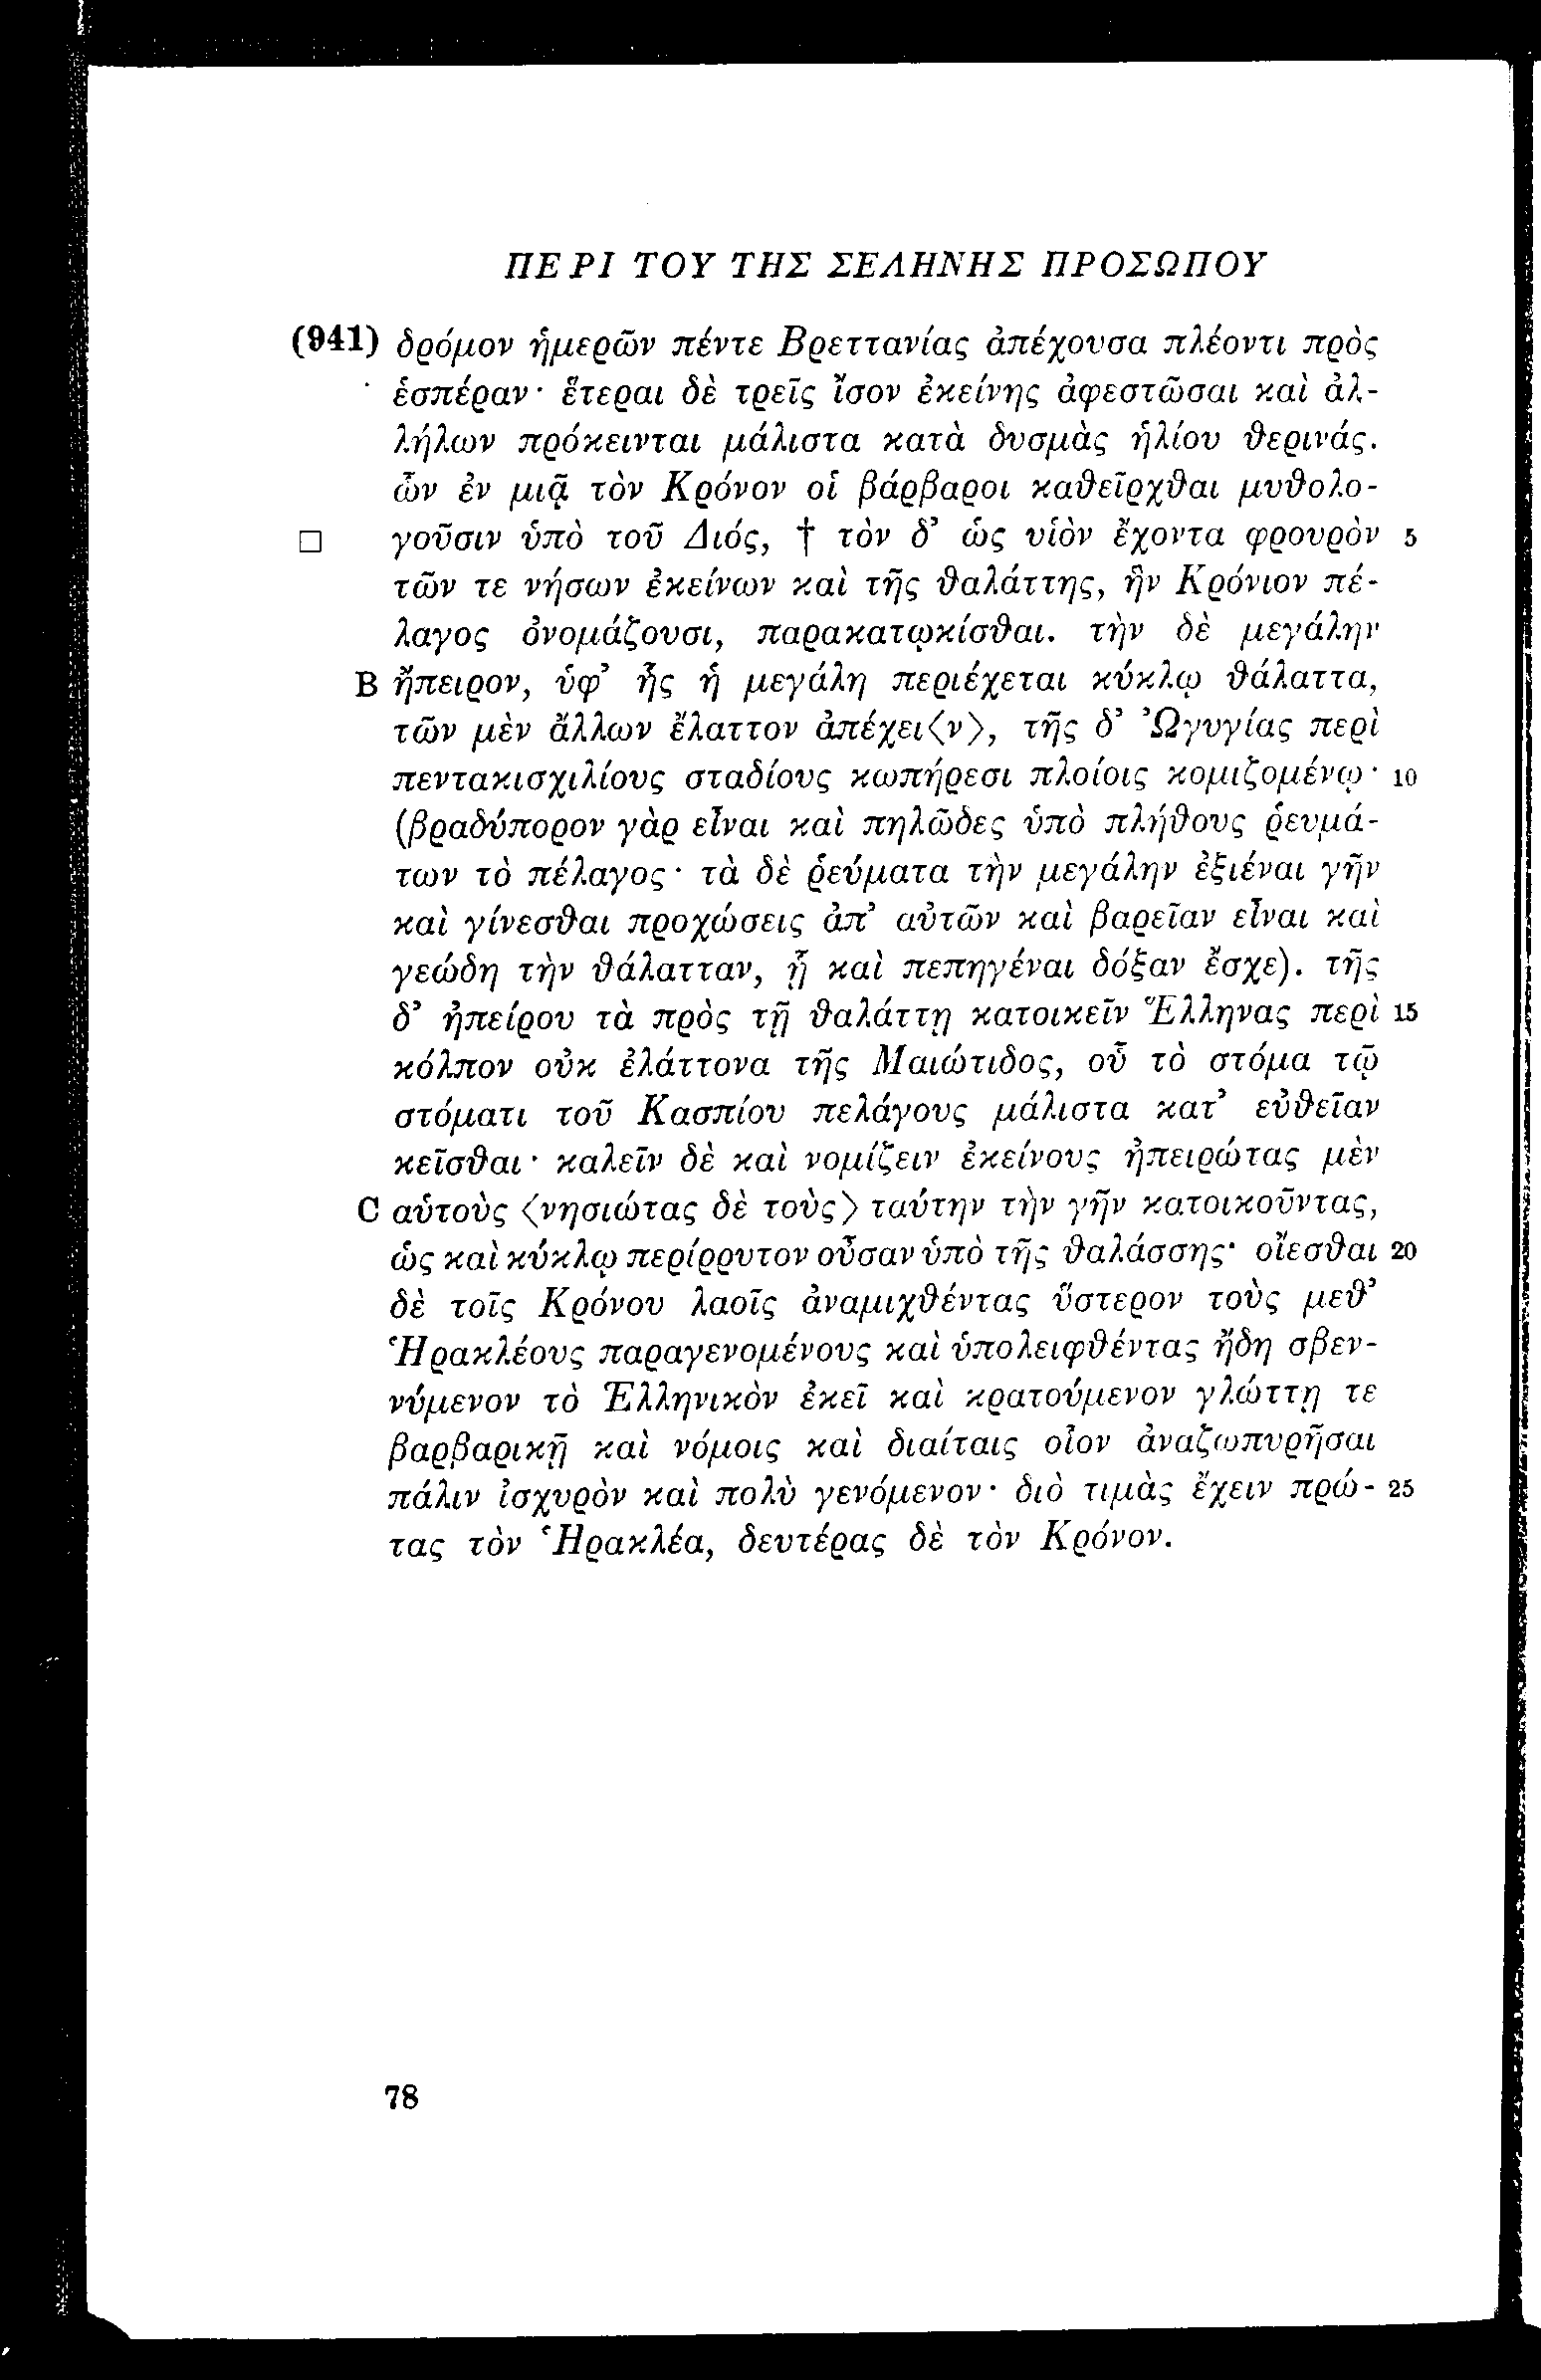 ΠΕΡΙ ΤΟΥ ΤΗΣ ΣΕΛΗΝΗΣ ΠΡΟΣΩΠΟΥ
(941) δρόμον ἡμερῶν πέντε Βρεττανίας ἀπέχουσα πλέοντι πρὸς
ἑσπέραν· ἕτεραι δὲ τρεῖς ἴσον ἐκείνης ἀφεστῶσαι καὶ ἀλ-
λήλων πρόκεινται μάλιστα κατὰ δυσμὰς ἡλίου θερινάς.
ὧν ἐν μιᾷ τὸν Κρόνον οἱ βάρβαροι καθεῖρχθαι μυθολο-
□ γοῦσιν ὑπὸ τοῦ Διός, † τὸν δ’ ὡς υἱὸν ἔχοντα φρουρὸν 5
τῶν τε νήσων ἐκείνων καὶ τῆς θαλάττης, ἣν Κρόνιον πέ-
λαγος ὀνομάζουσι, παρακατῳκίσθαι. τὴν δὲ μεγάλην
B ἤπειρον, ὑφ’ ἧς ἡ μεγάλη περιέχεται κύκλῳ θάλαττα,
τῶν μὲν ἄλλων ἔλαττον ἀπέχει⟨ν⟩, τῆς δ’ Ὠγυγίας περὶ
πεντακισχιλίους σταδίους κωπήρεσι πλοίοις κομιζομένῳ· 10
(βραδύπορον γὰρ εἶναι καὶ πηλῶδες ὑπὸ πλήθους ῥευμά-
των τὸ πέλαγος· τὰ δὲ ῥεύματα τὴν μεγάλην ἐξιέναι γῆν
καὶ γίνεσθαι προχώσεις ἀπ’ αὐτῶν καὶ βαρεῖαν εἶναι καὶ
γεώδη τὴν θάλατταν, ᾗ καὶ πεπηγέναι δόξαν ἔσχε). τῆς
δ’ ἠπείρου τὰ πρὸς τῇ θαλάττῃ κατοικεῖν Ἕλληνας περὶ 15
κόλπον οὐκ ἐλάττονα τῆς Μαιώτιδος, οὗ τὸ στόμα τῷ
στόματι τοῦ Κασπίου πελάγους μάλιστα κατ’ εὐθεῖαν
κεῖσθαι· καλεῖν δὲ καὶ νομίζειν ἐκείνους ἠπειρώτας μὲν
C αὑτοὺς ⟨νησιώτας δὲ τοὺς⟩ ταύτην τὴν γῆν κατοικοῦντας,
ὡς καὶ κύκλῳ περίρρυτον οὖσαν ὑπὸ τῆς θαλάσσης· οἴεσθαι 20
δὲ τοῖς Κρόνου λαοῖς ἀναμιχθέντας ὕστερον τοὺς μεθ’
Ἡρακλέους παραγενομένους καὶ ὑπολειφθέντας ἤδη σβεν-
νύμενον τὸ Ἑλληνικὸν ἐκεῖ καὶ κρατούμενον γλώττῃ τε
βαρβαρικῇ καὶ νόμοις καὶ διαίταις οἷον ἀναζωπυρῆσαι
πάλιν ἰσχυρὸν καὶ πολὺ γενόμενον· διὸ τιμὰς ἔχειν πρώ- 25
τας τὸν Ἡρακλέα, δευτέρας δὲ τὸν Κρόνον.
78